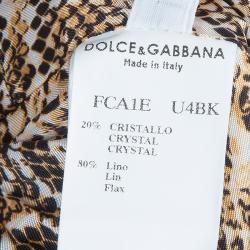 DOLCE&GABBANA
Made in Italy
FCA1E U4BK
20% CRISTALLO
CRYSTAL
CRYSTAL
80% Lino
Lin
Flax